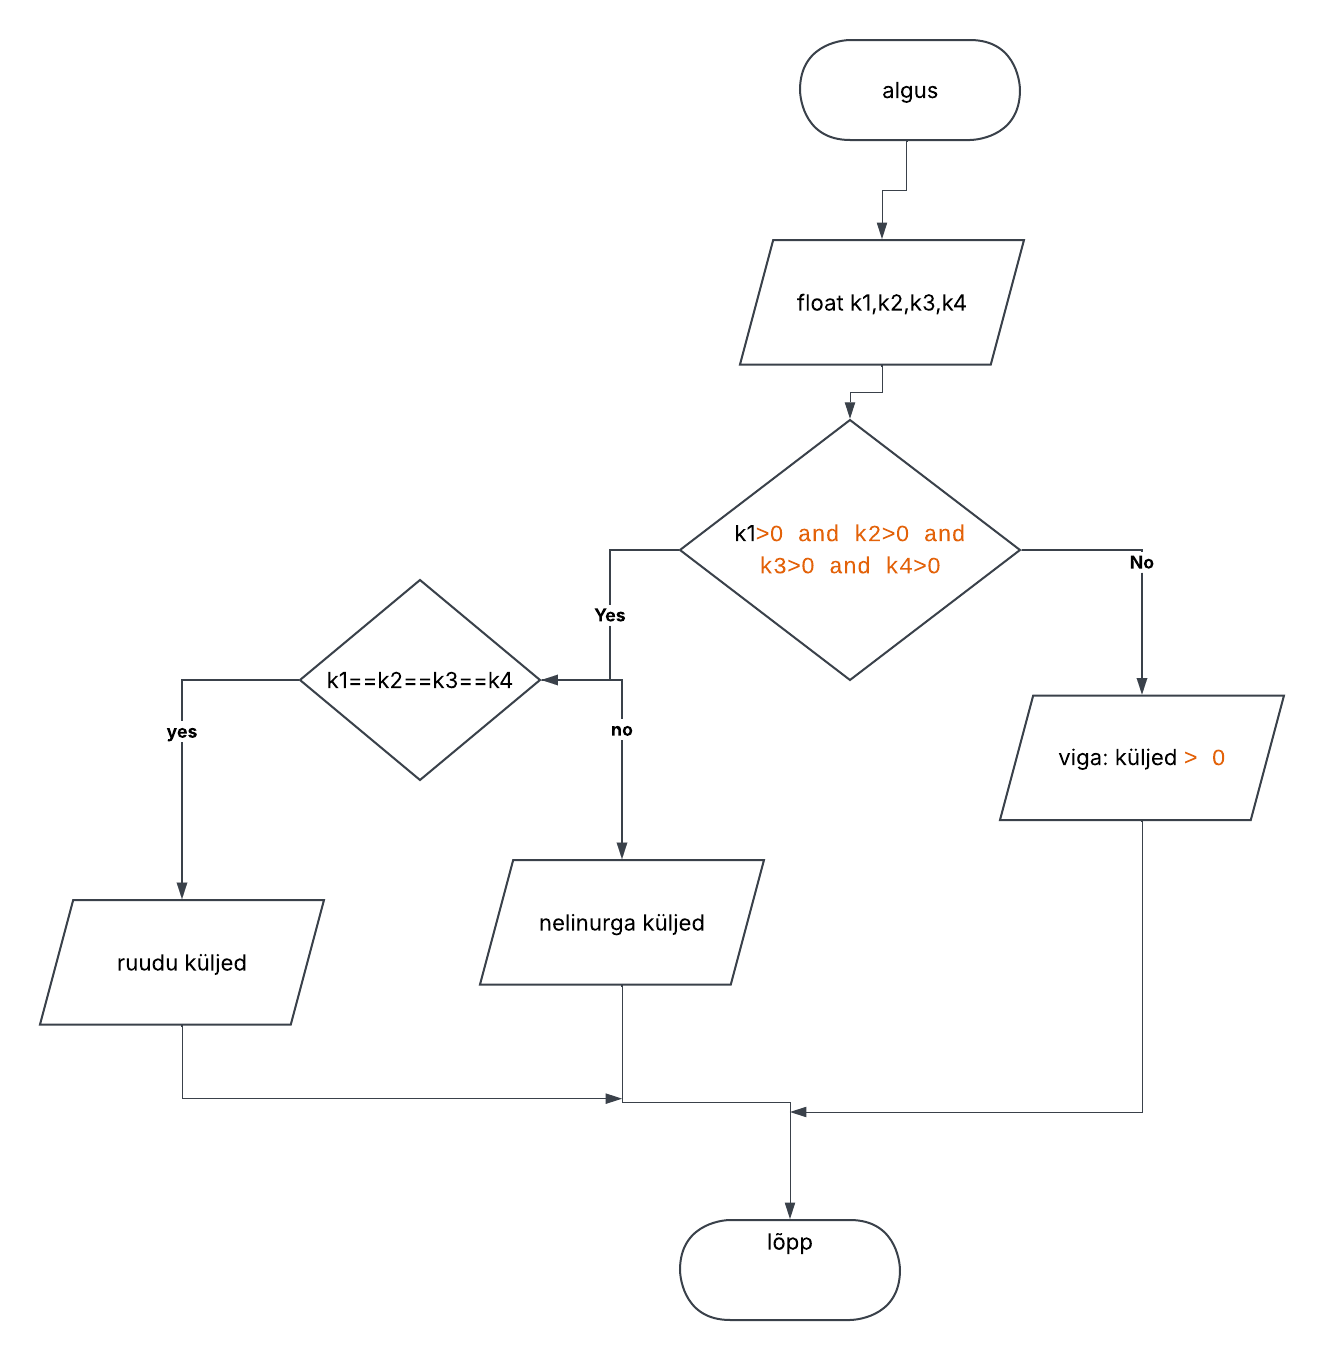 algus
float k1,k2,k3,k4
k1>0 and k2>0 and
k3>0 and k4>0
No
Yes
k1==k2==k3==k4
yes
no
viga: küljed > 0
nelinurga küljed
ruudu küljed
lõpp